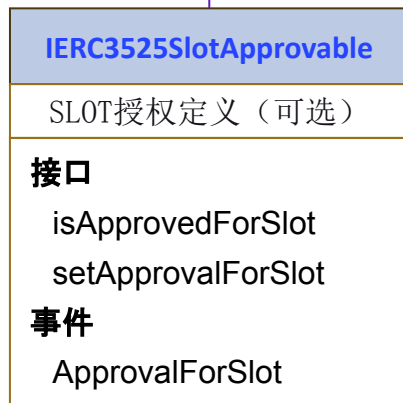 IERC3525SlotApprovable
SLOT授权定义（可选）
接口
isApprovedForSlot
setApprovalForSlot
事件
ApprovalForSlot